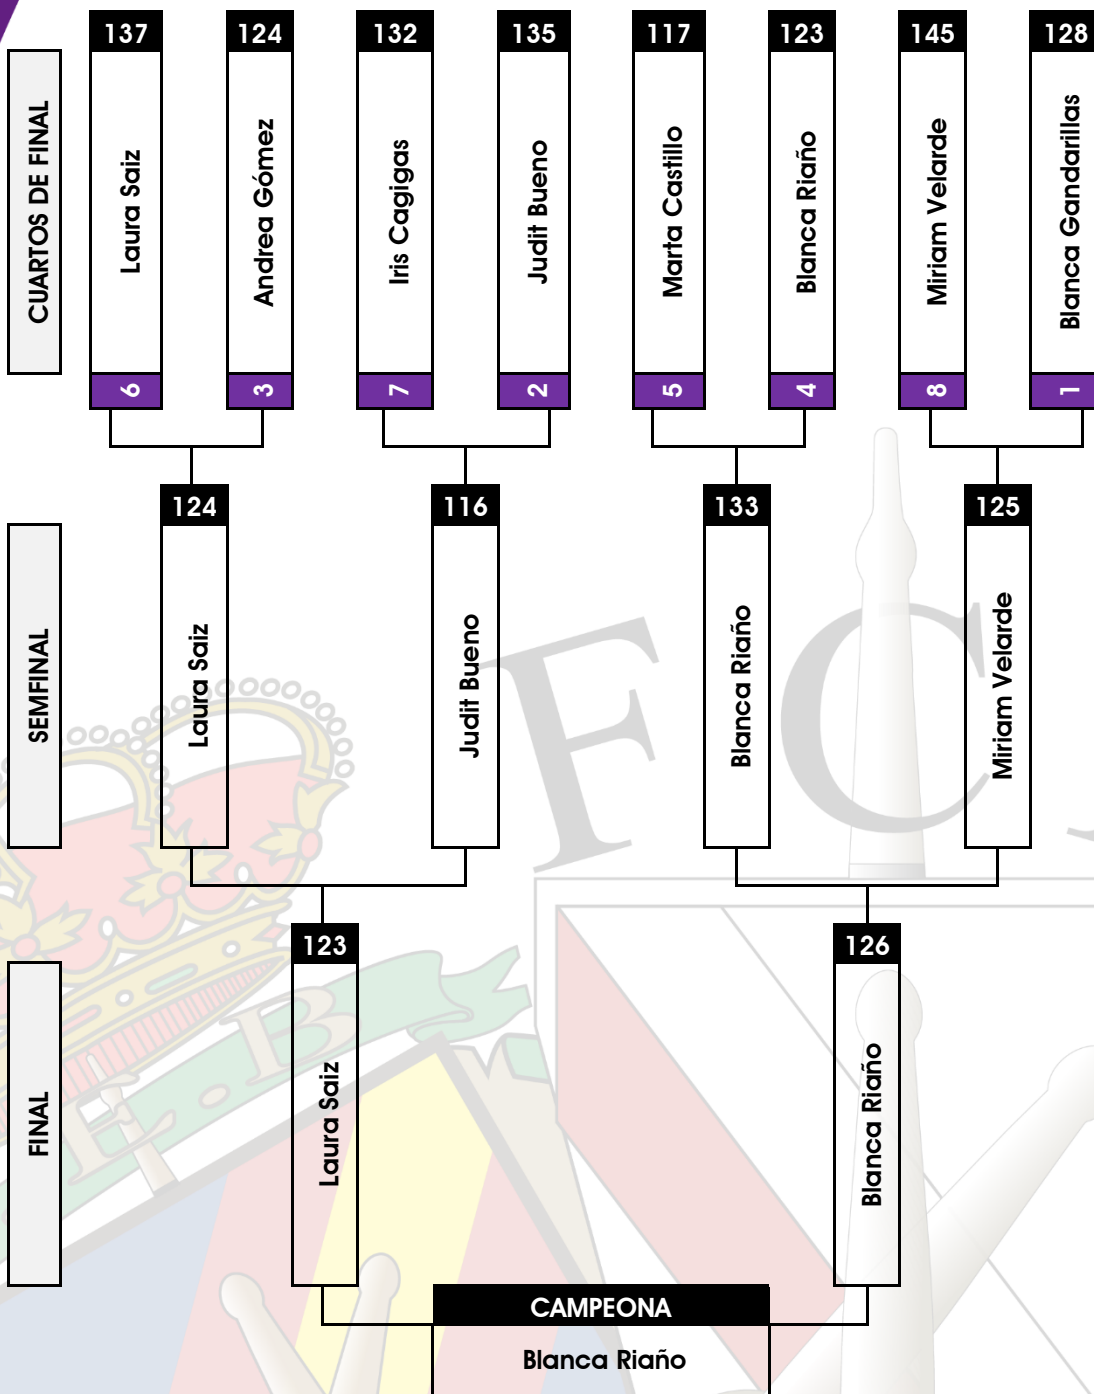 137
124
132
135
117
123
145
128
CUARTOS DE FINAL
Laura Saiz
Andrea Gómez
Iris Cagigas
Judit Bueno
Marta Castillo
Blanca Riaño
Miriam Velarde
Blanca Gandarillas
6
3
7
2
5
4
8
1
124
116
133
125
SEMFINAL
Laura Saiz
Judit Bueno
Blanca Riaño
Miriam Velarde
F C
123
126
FINAL
Laura Saiz
Blanca Riaño
E. B
CAMPEONA
Blanca Riaño